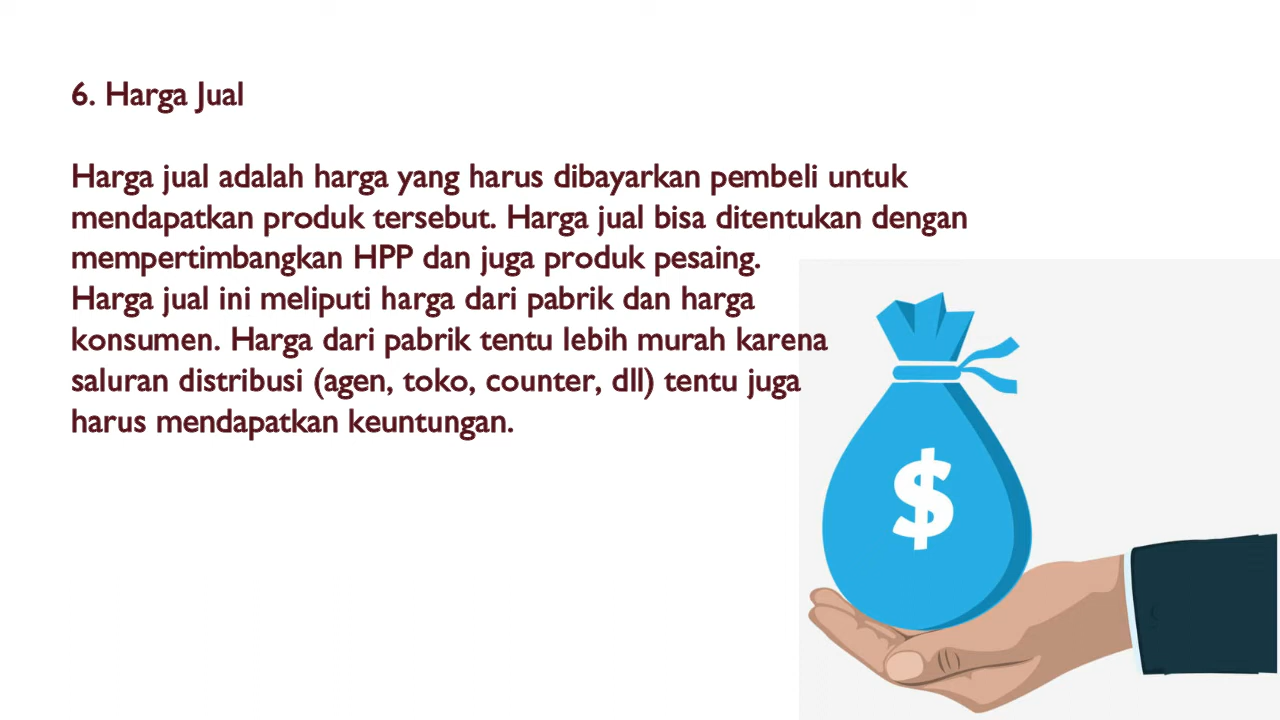 6. Harga Jual
Harga jual adalah harga yang harus dibayarkan pembeli untuk
mendapatkan produk tersebut. Harga jual bisa ditentukan dengan
mempertimbangkan HPP dan juga produk pesaing.
Harga jual ini meliputi harga dari pabrik dan harga
konsumen. Harga dari pabrik tentu lebih murah karena
saluran distribusi (agen, toko, counter, dll) tentu juga
harus mendapatkan keuntungan.
$